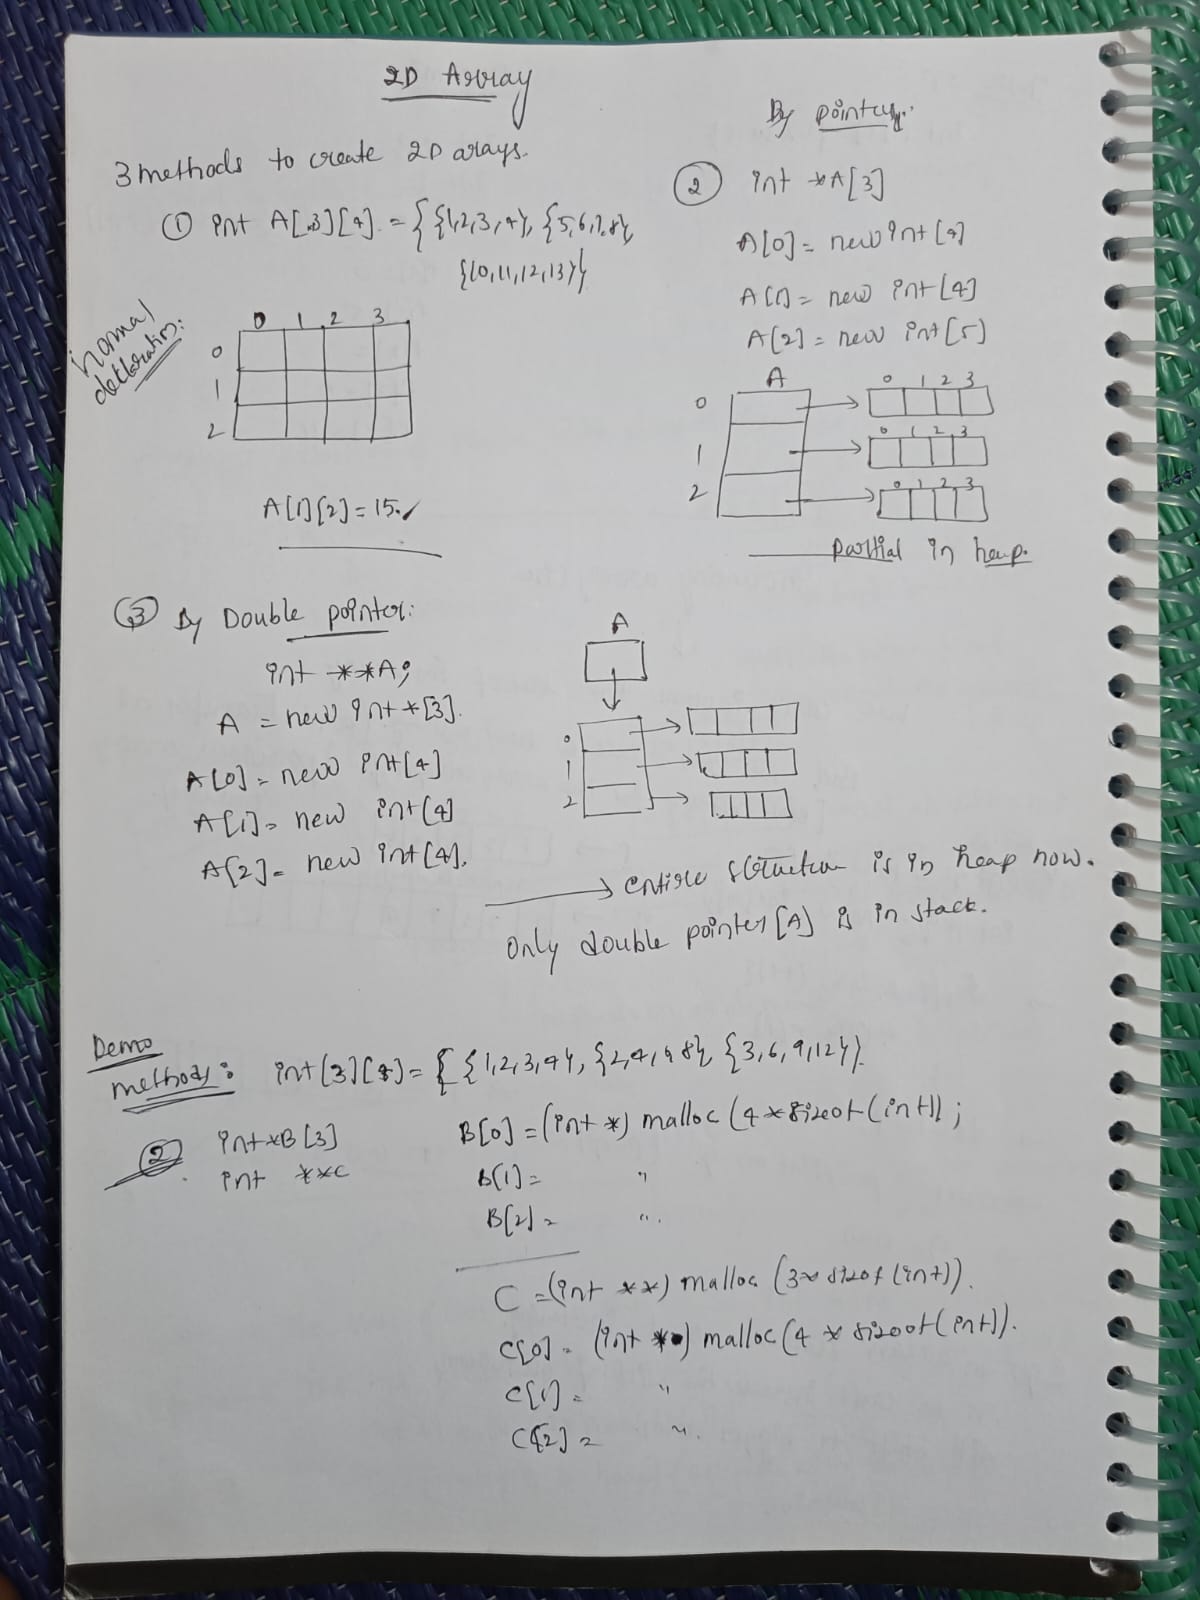 2D Array
3 methods to create 2D arays.
① int A[3][4] = { {1,2,3,4}, {5,6,7,8},
{10,11,12,13}}
normal
declaration:
0 1 2 3
0
1
2
A[1][2]=15
By pointer:
② int *A[3]
A[0] = new int[4]
A[1] = new int[4]
A[2] = new int[5]
A
0 0 1 2 3
1 0 1 2 3
2 0 1 2 3
Partial in heap.
③ By Double pointer:
int **A;
A = new int*[3].
A[0] = new int[4]
A[1] = new int[4]
A[2] = new int[4].
A
0
1
2
→ entire structure is in heap now.
Only double pointer [A] is in stack.
Demo
methods: int[3][4] = { {1,2,3,4}, {2,4,6,8}, {3,6,9,12}}.
② int *B[3]
int **C
B[0] = (int *) malloc (4 * sizeof(int));
B[1] = "
B[2] = ".
C = (int **) malloc (3* sizof (int)).
C[0] = (int *) malloc (4 * sizeof(int)).
C[1] = "
C[2] = ".